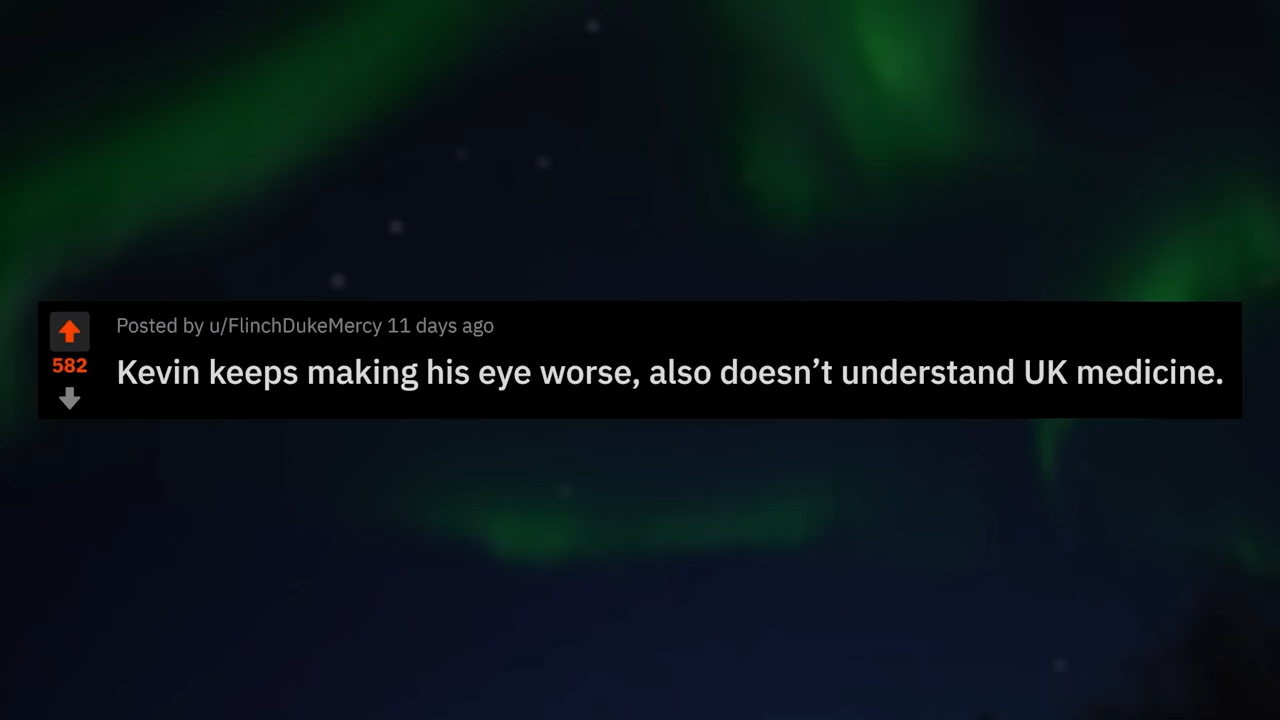 Posted by u/FlinchDukeMercy 11 days ago
582
Kevin keeps making his eye worse, also doesn’t understand UK medicine.